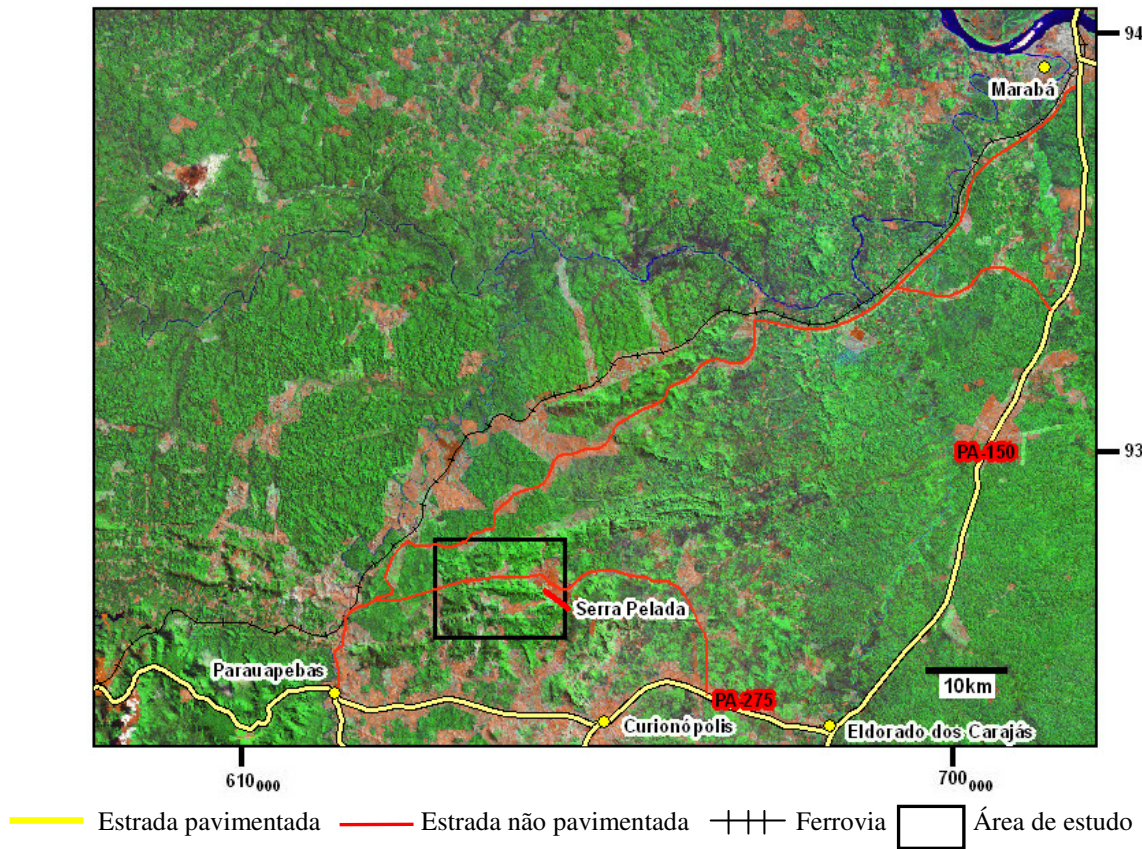 94
Marabá
93
PA-150
Serra Pelada
Parauapebas
10km
PA-275
Curionópolis
Eldorado dos Carajás
610000
700000
Estrada pavimentada
Estrada não pavimentada
Ferrovia
Área de estudo